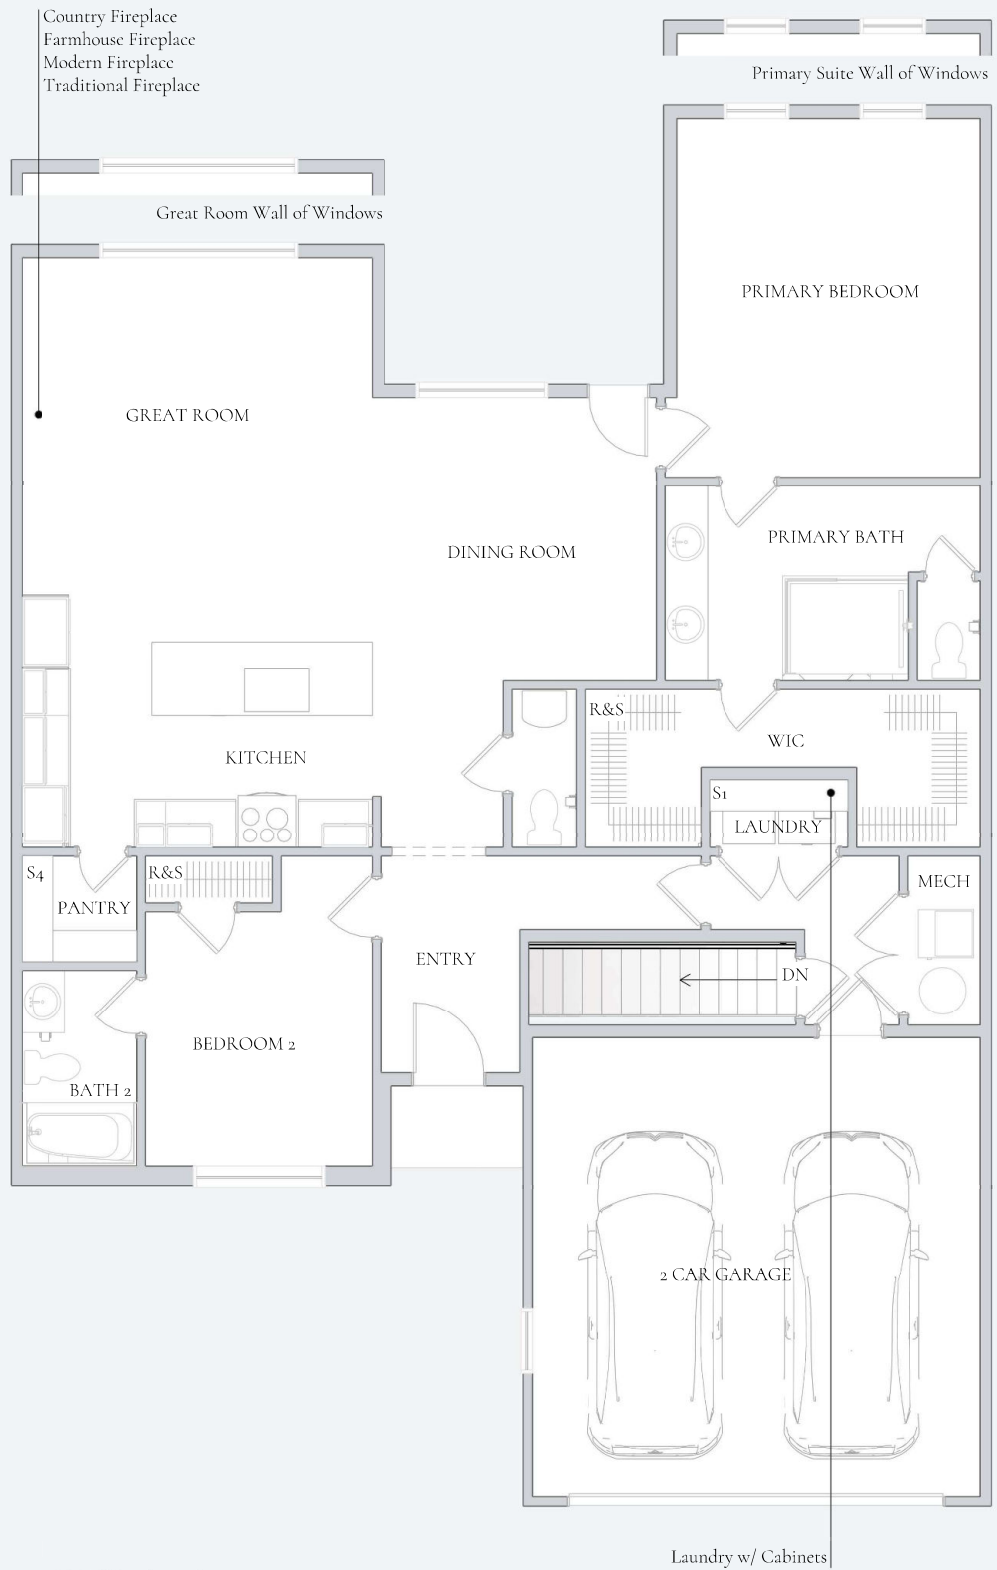 Country Fireplace
Farmhouse Fireplace
Modern Fireplace
Traditional Fireplace
Primary Suite Wall of Windows
Great Room Wall of Windows
PRIMARY BEDROOM
GREAT ROOM
PRIMARY BATH
DINING ROOM
R&S
WIC
KITCHEN
S1
LAUNDRY
S4
R&S
MECH
PANTRY
ENTRY
DN
BEDROOM 2
BATH 2
2 CAR GARAGE
Laundry w/ Cabinets